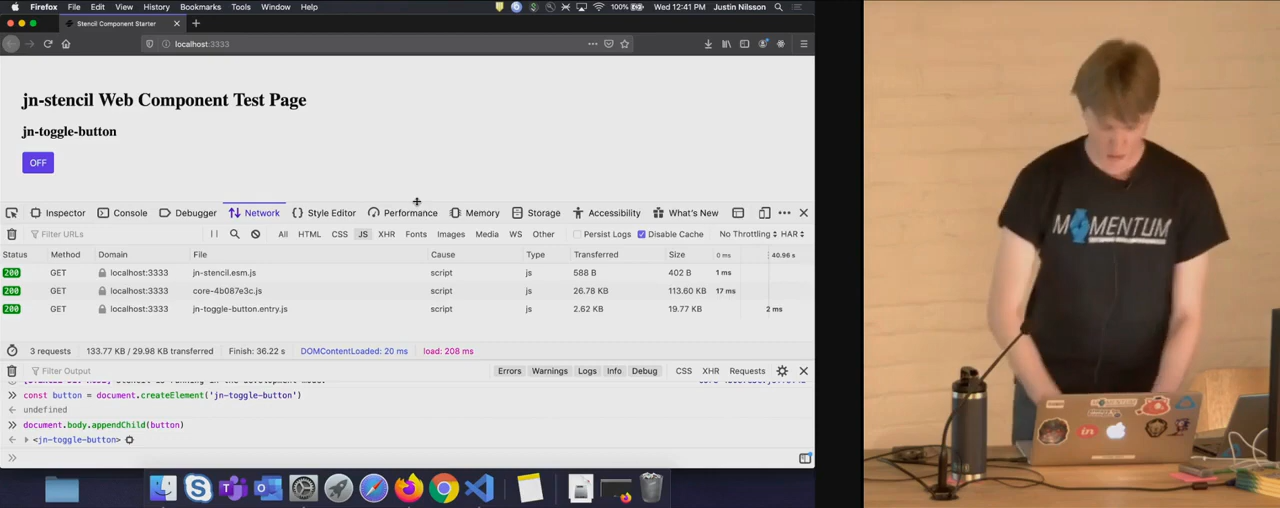 Firefox File Edit View History Bookmarks Tools Window Help 100% Wed 12:41 PM Justin Nilsson
Stencil Component Starter
localhost:3333
jn-stencil Web Component Test Page
jn-toggle-button
OFF
Inspector Console Debugger Network Style Editor Performance Memory Storage Accessibility What's New
Filter URLs All HTML CSS JS XHR Fonts Images Media WS Other Persist Logs Disable Cache No Throttling HAR
Status Method Domain File Cause Type Transferred Size 0 ms 40.96 s
200 GET localhost:3333 jn-stencil.esm.js script js 588 B 402 B 1 ms
200 GET localhost:3333 core-4b087e3c.js script js 26.78 KB 113.60 KB 17 ms
200 GET localhost:3333 jn-toggle-button.entry.js script js 2.62 KB 19.77 KB 2 ms
3 requests 133.77 KB / 29.98 KB transferred Finish: 36.22 s DOMContentLoaded: 20 ms load: 208 ms
Filter Output Errors Warnings Logs Info Debug CSS XHR Requests
const button = document.createElement('jn-toggle-button')
undefined
document.body.appendChild(button)
<jn-toggle-button>
MOMENTUM
in